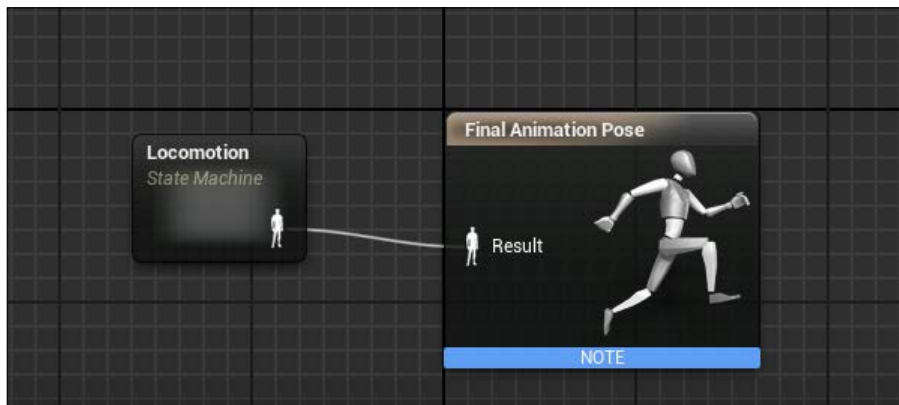 Locomotion
State Machine
Final Animation Pose
Result
NOTE